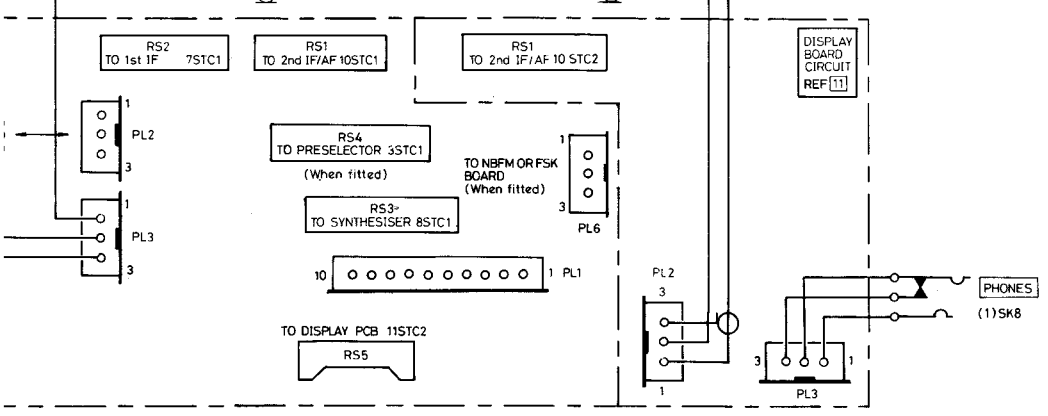 RS2
TO 1st IF 7STC1
RS1
TO 2nd IF/AF 10STC1
RS1
TO 2nd IF/AF 10 STC2
DISPLAY
BOARD
CIRCUIT
REF 11
1
PL2
3
RS4
TO PRESELECTOR 3STC1
(When fitted)
TO NBFM OR FSK
BOARD
(When fitted)
1
3
PL6
RS3
TO SYNTHESISER 8STC1
1
PL3
3
10
1 PL1
PL2
3
1
PHONES
(1)SK8
TO DISPLAY PCB 11STC2
RS5
3
1
PL3